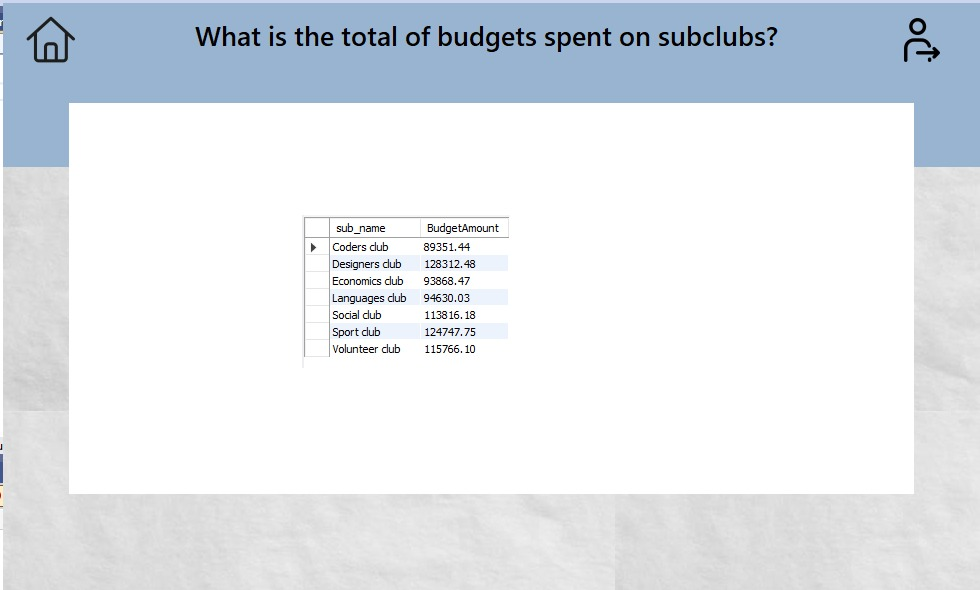 What is the total of budgets spent on subclubs?
sub_name BudgetAmount
Coders club 89351.44
Designers club 128312.48
Economics club 93868.47
Languages club 94630.03
Social club 113816.18
Sport club 124747.75
Volunteer club 115766.10